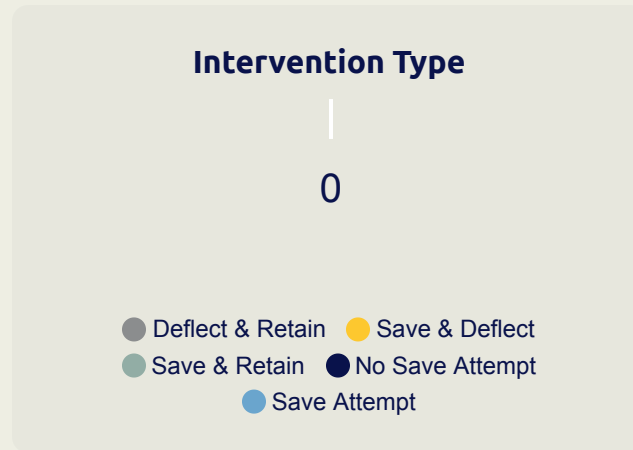 Intervention Type
0
Deflect & Retain Save & Deflect
Save & Retain No Save Attempt
Save Attempt